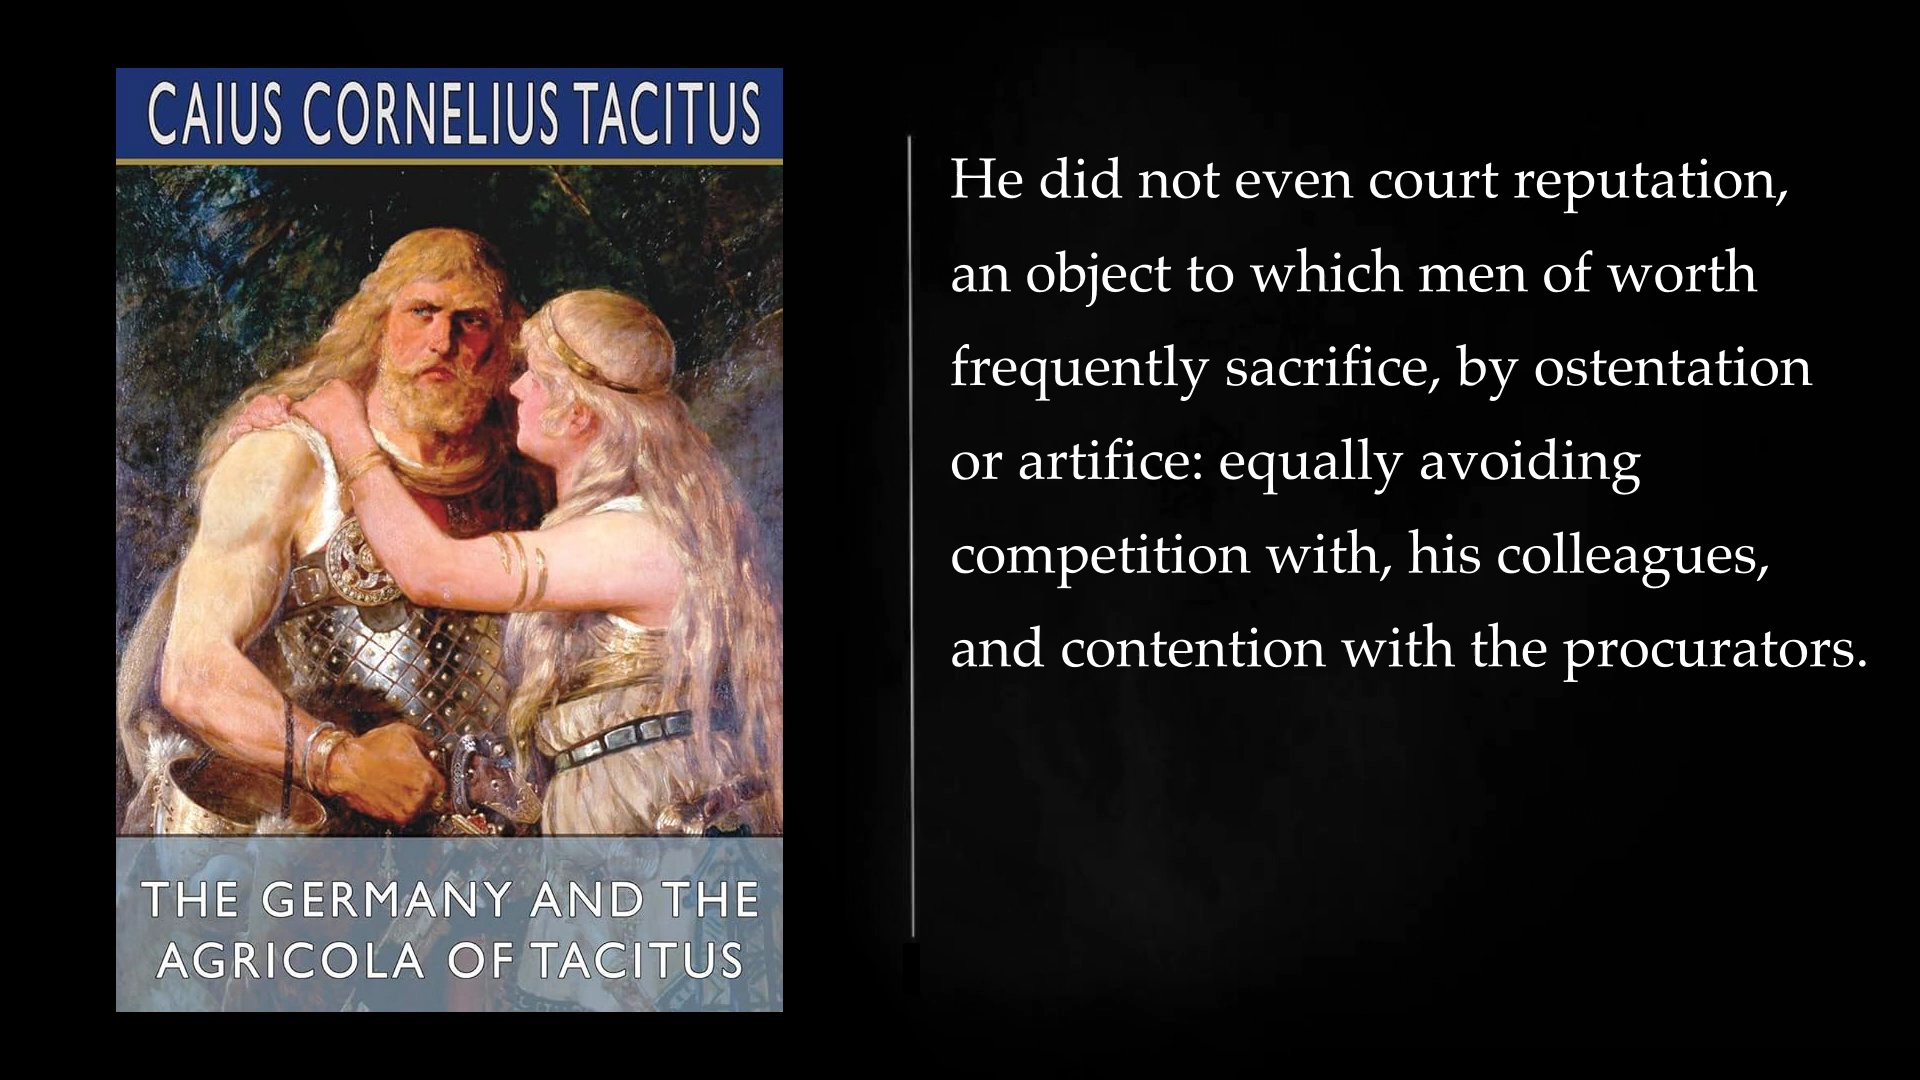 CAIUS CORNELIUS TACITUS
THE GERMANY AND THE
AGRICOLA OF TACITUS
He did not even court reputation,
an object to which men of worth
frequently sacrifice, by ostentation
or artifice: equally avoiding
competition with, his colleagues,
and contention with the procurators.